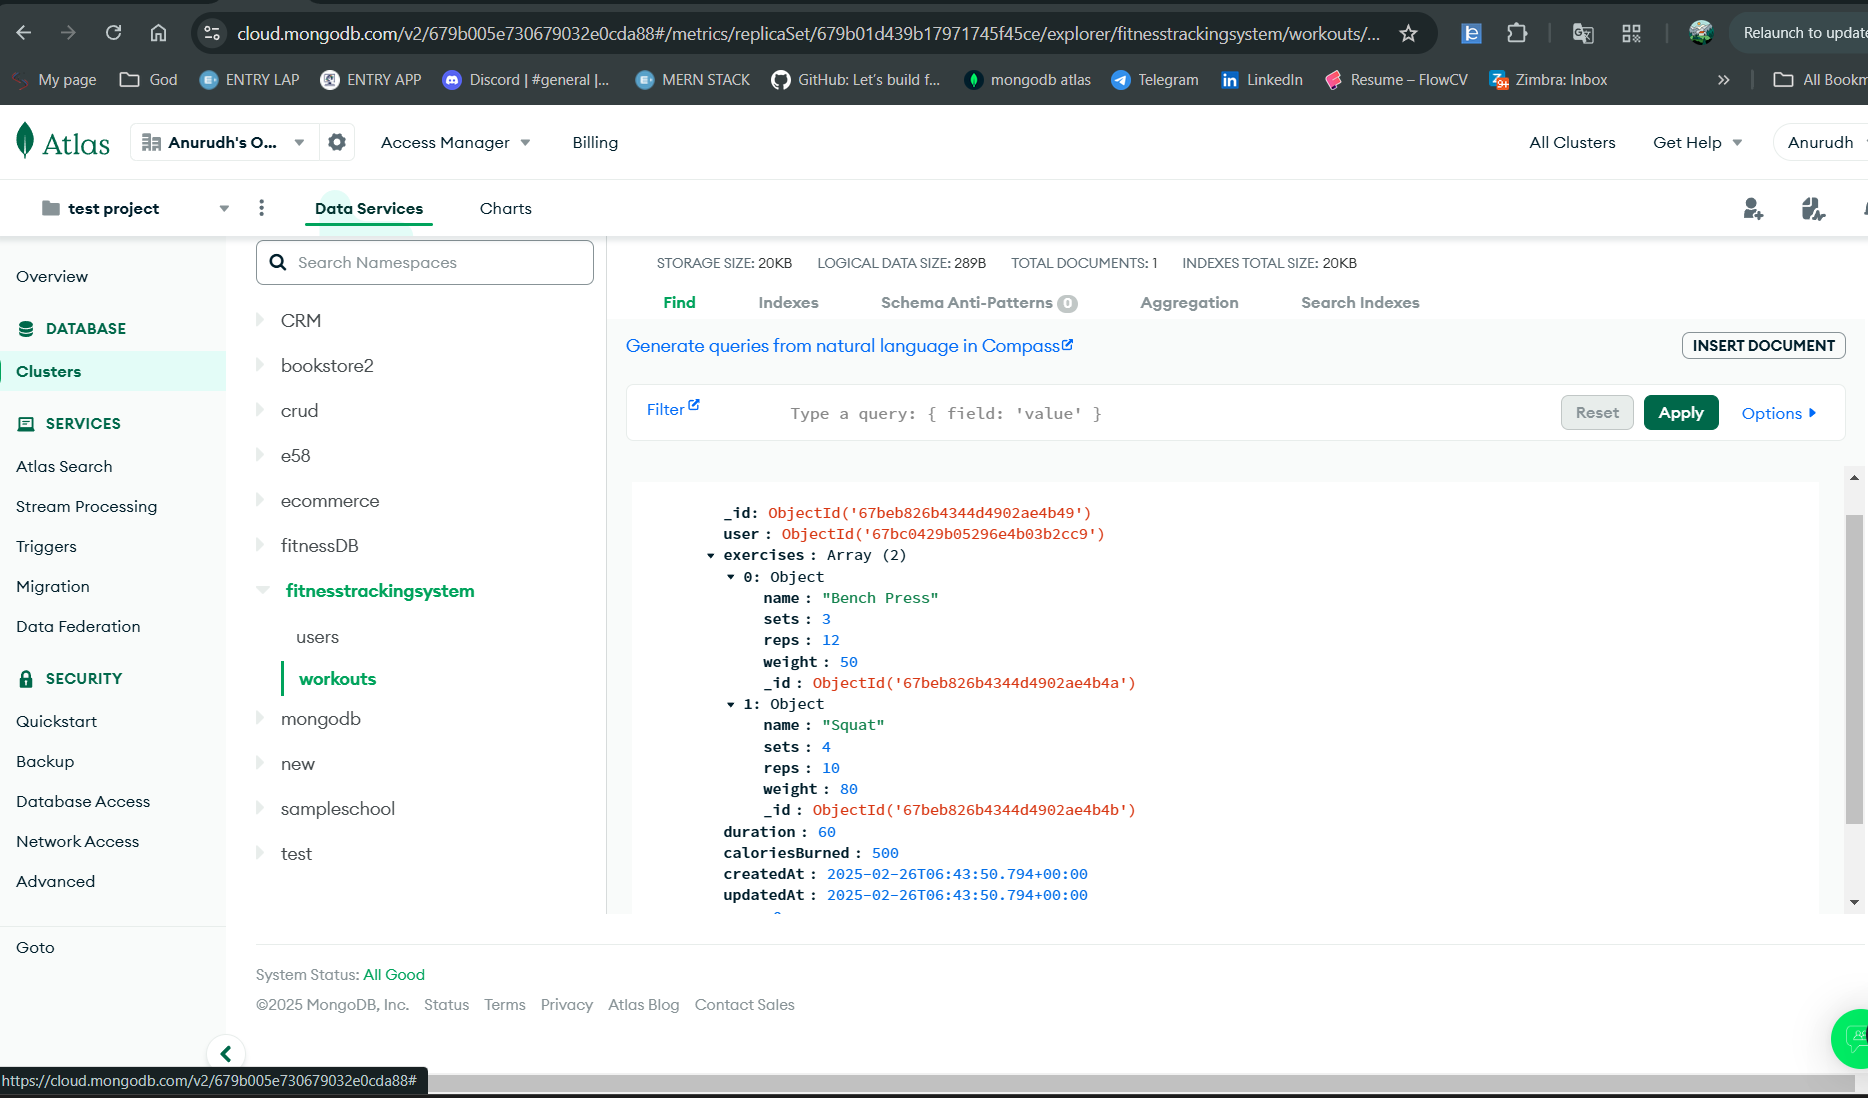 cloud.mongodb.com/v2/679b005e730679032e0cda88#/metrics/replicaSet/679b01d439b17971745f45ce/explorer/fitnesstrackingsystem/workouts/...
Relaunch to update
My page
God
ENTRY LAP
ENTRY APP
Discord | #general |...
MERN STACK
GitHub: Let's build f...
mongodb atlas
Telegram
LinkedIn
Resume – FlowCV
Zimbra: Inbox
»
All Bookm
Atlas
Anurudh's O...
Access Manager
Billing
All Clusters
Get Help
Anurudh
test project
Data Services
Charts
Overview
DATABASE
Clusters
SERVICES
Atlas Search
Stream Processing
Triggers
Migration
Data Federation
SECURITY
Quickstart
Backup
Database Access
Network Access
Advanced
Goto
Search Namespaces
CRM
bookstore2
crud
e58
ecommerce
fitnessDB
fitnesstrackingsystem
users
workouts
mongodb
new
sampleschool
test
STORAGE SIZE: 20KB LOGICAL DATA SIZE: 289B TOTAL DOCUMENTS: 1 INDEXES TOTAL SIZE: 20KB
Find Indexes Schema Anti-Patterns 0 Aggregation Search Indexes
Generate queries from natural language in Compass
INSERT DOCUMENT
Filter
Type a query: { field: 'value' }
Reset
Apply
Options
_id: ObjectId('67beb826b4344d4902ae4b49')
user : ObjectId('67bc0429b05296e4b03b2cc9')
exercises : Array (2)
0: Object
name : "Bench Press"
sets : 3
reps : 12
weight : 50
_id : ObjectId('67beb826b4344d4902ae4b4a')
1: Object
name : "Squat"
sets : 4
reps : 10
weight : 80
_id : ObjectId('67beb826b4344d4902ae4b4b')
duration : 60
caloriesBurned : 500
createdAt : 2025-02-26T06:43:50.794+00:00
updatedAt : 2025-02-26T06:43:50.794+00:00
System Status: All Good
©2025 MongoDB, Inc. Status Terms Privacy Atlas Blog Contact Sales
https://cloud.mongodb.com/v2/679b005e730679032e0cda88#